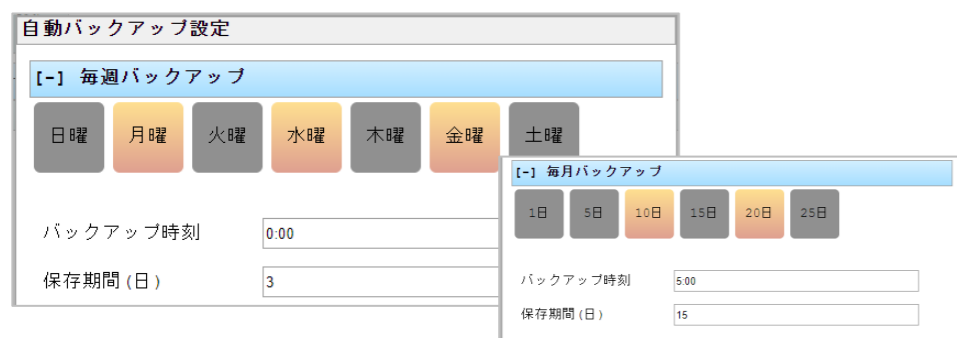 自動バックアップ設定
[-] 毎週バックアップ
日曜 月曜 火曜 水曜 木曜 金曜 土曜
バックアップ時刻 0:00
保存期間(日) 3
[-] 毎月バックアップ
1日 5日 10日 15日 20日 25日
バックアップ時刻 5:00
保存期間(日) 15